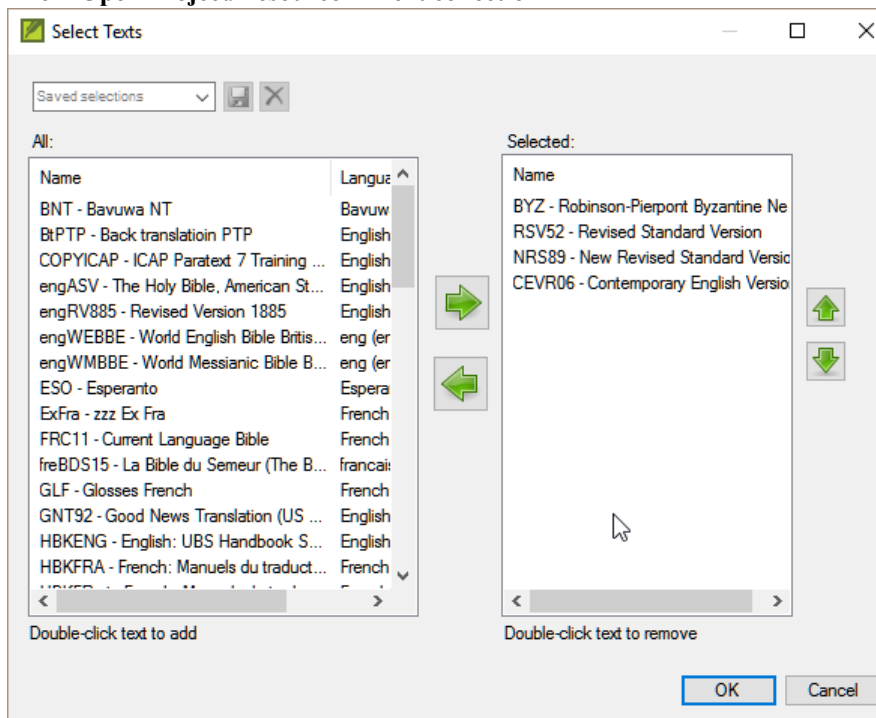 Select Texts
Saved selections
All:
Name Langua
BNT - Bavuwa NT Bavuw
BtPTP - Back translatioin PTP English
COPYICAP - ICAP Paratext 7 Training ... English
engASV - The Holy Bible, American St... English
engRV885 - Revised Version 1885 English
engWEBBE - World English Bible Britis... eng (er
engWMBBE - World Messianic Bible B... eng (er
ESO - Esperanto Espera
ExFra - zzz Ex Fra French
FRC11 - Current Language Bible French
freBDS15 - La Bible du Semeur (The B... francai
GLF - Glosses French French
GNT92 - Good News Translation (US ... English
HBKENG - English: UBS Handbook S... English
HBKFRA - French: Manuels du traduct... French
Double-click text to add
Selected:
Name
BYZ - Robinson-Pierpont Byzantine Ne
RSV52 - Revised Standard Version
NRS89 - New Revised Standard Versic
CEVR06 - Contemporary English Versio
Double-click text to remove
OK Cancel